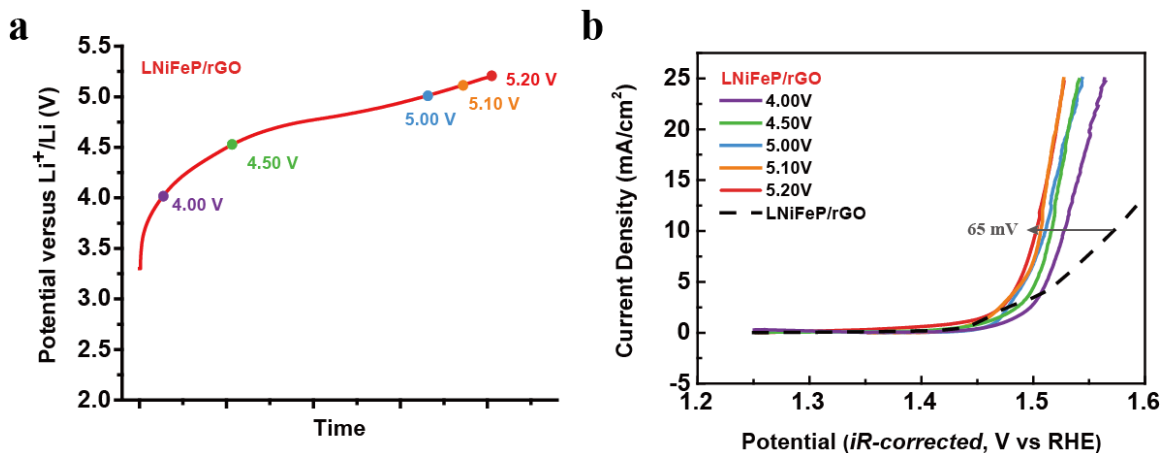 a
Potential versus Li⁺/Li (V)
5.5
5.0
4.5
4.0
3.5
3.0
2.5
2.0
LNiFeP/rGO
5.20 V
5.10 V
5.00 V
4.50 V
4.00 V
Time
b
Current Density (mA/cm²)
25
20
15
10
5
0
-5
LNiFeP/rGO
4.00V
4.50V
5.00V
5.10V
5.20V
LNiFeP/rGO
65 mV
1.2
1.3
1.4
1.5
1.6
Potential (iR-corrected, V vs RHE)